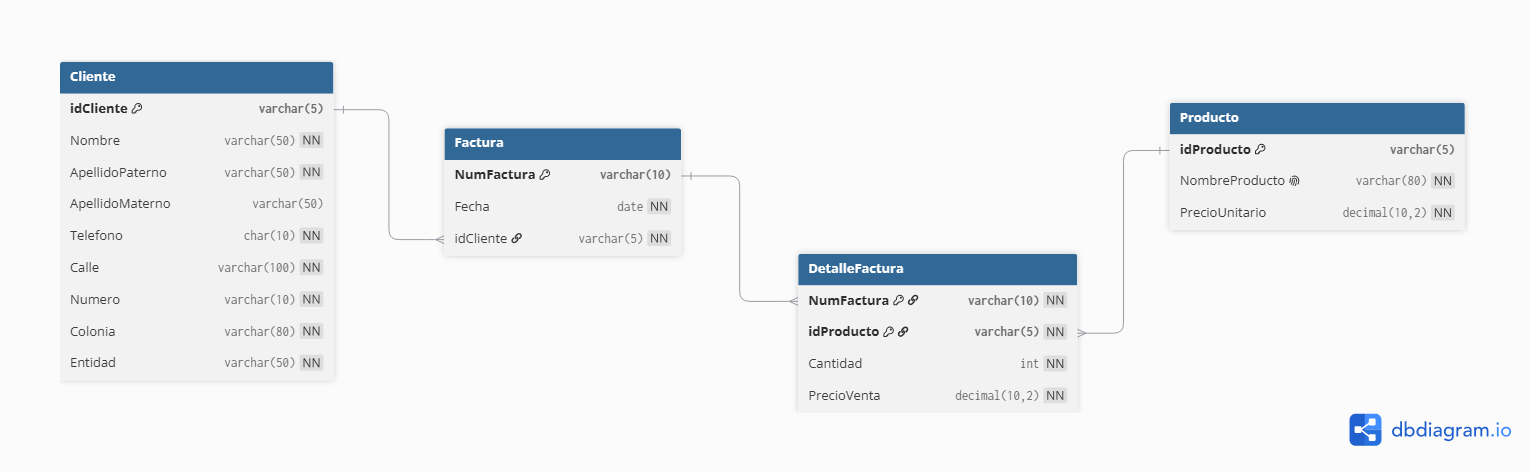 Cliente
idCliente varchar(5)
Nombre varchar(50) NN
ApellidoPaterno varchar(50) NN
ApellidoMaterno varchar(50)
Telefono char(10) NN
Calle varchar(100) NN
Numero varchar(10) NN
Colonia varchar(80) NN
Entidad varchar(50) NN
Factura
NumFactura varchar(10)
Fecha date NN
idCliente varchar(5) NN
DetalleFactura
NumFactura varchar(10) NN
idProducto varchar(5) NN
Cantidad int NN
PrecioVenta decimal(10,2) NN
Producto
idProducto varchar(5)
NombreProducto varchar(80) NN
PrecioUnitario decimal(10,2) NN
dbdiagram.io